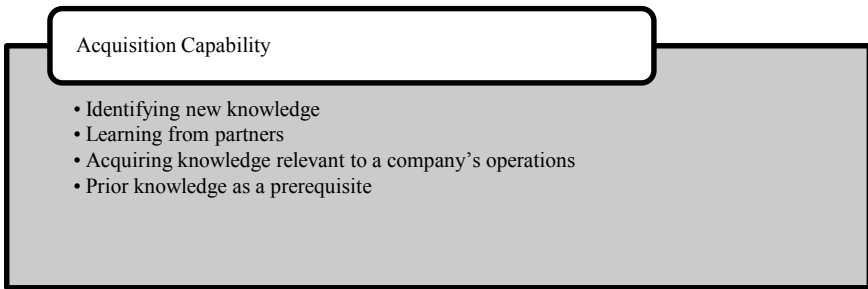 Acquisition Capability
• Identifying new knowledge
• Learning from partners
• Acquiring knowledge relevant to a company’s operations
• Prior knowledge as a prerequisite